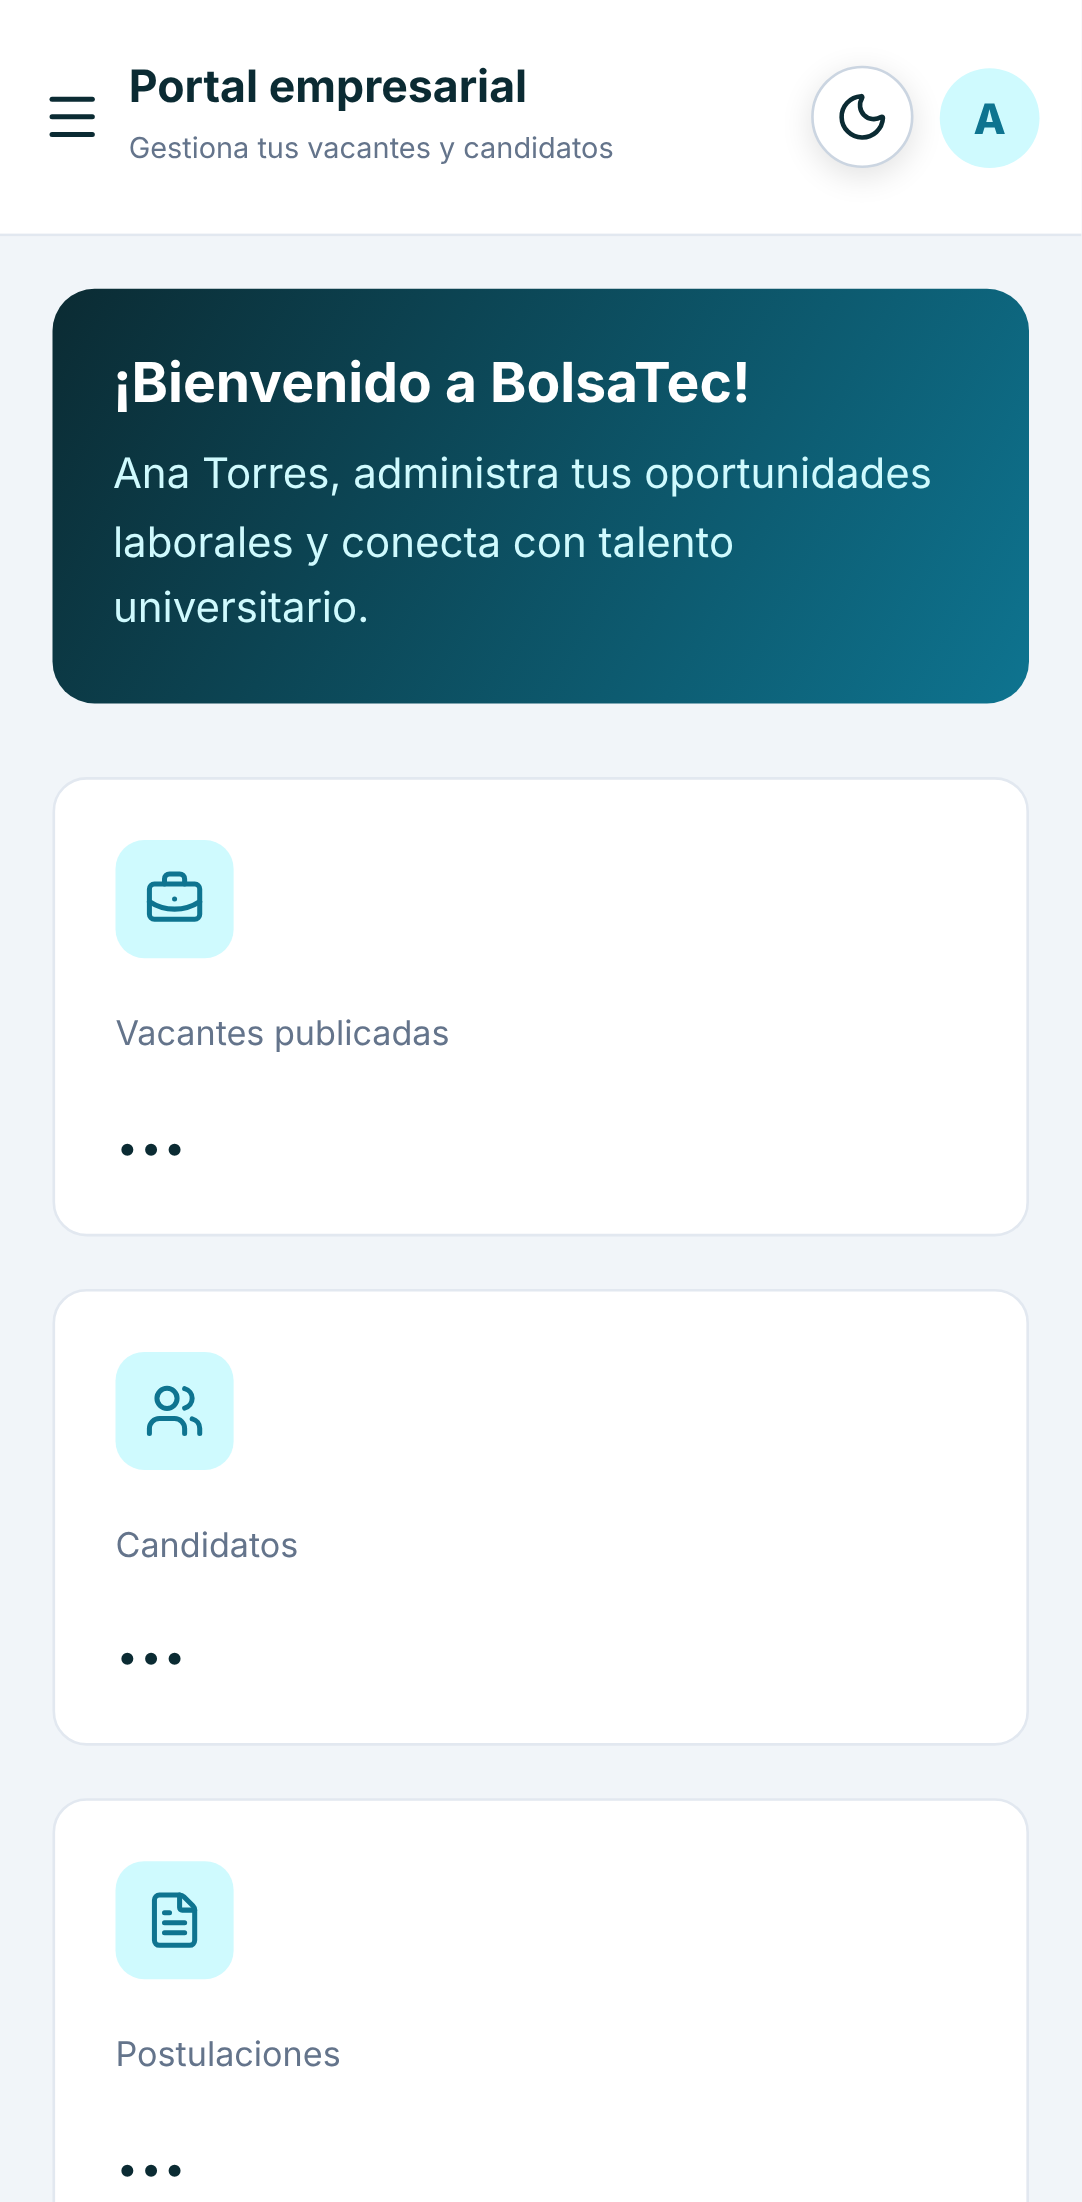 Portal empresarial
Gestiona tus vacantes y candidatos
A
¡Bienvenido a BolsaTec!
Ana Torres, administra tus oportunidades
laborales y conecta con talento
universitario.
Vacantes publicadas
...
Candidatos
...
Postulaciones
...